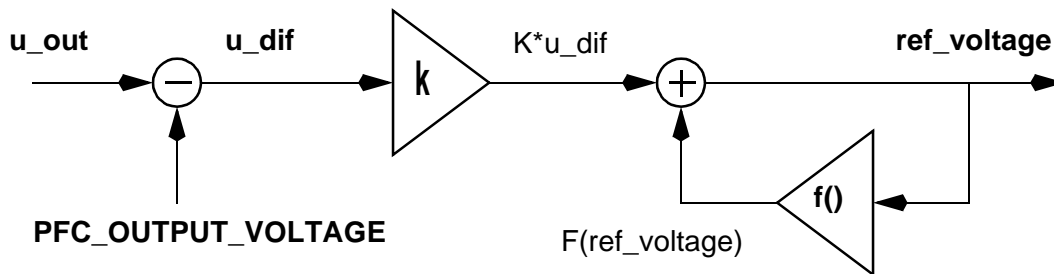 u_out
u_dif
K*u_dif
ref_voltage
−
k
+
f()
PFC_OUTPUT_VOLTAGE
F(ref_voltage)